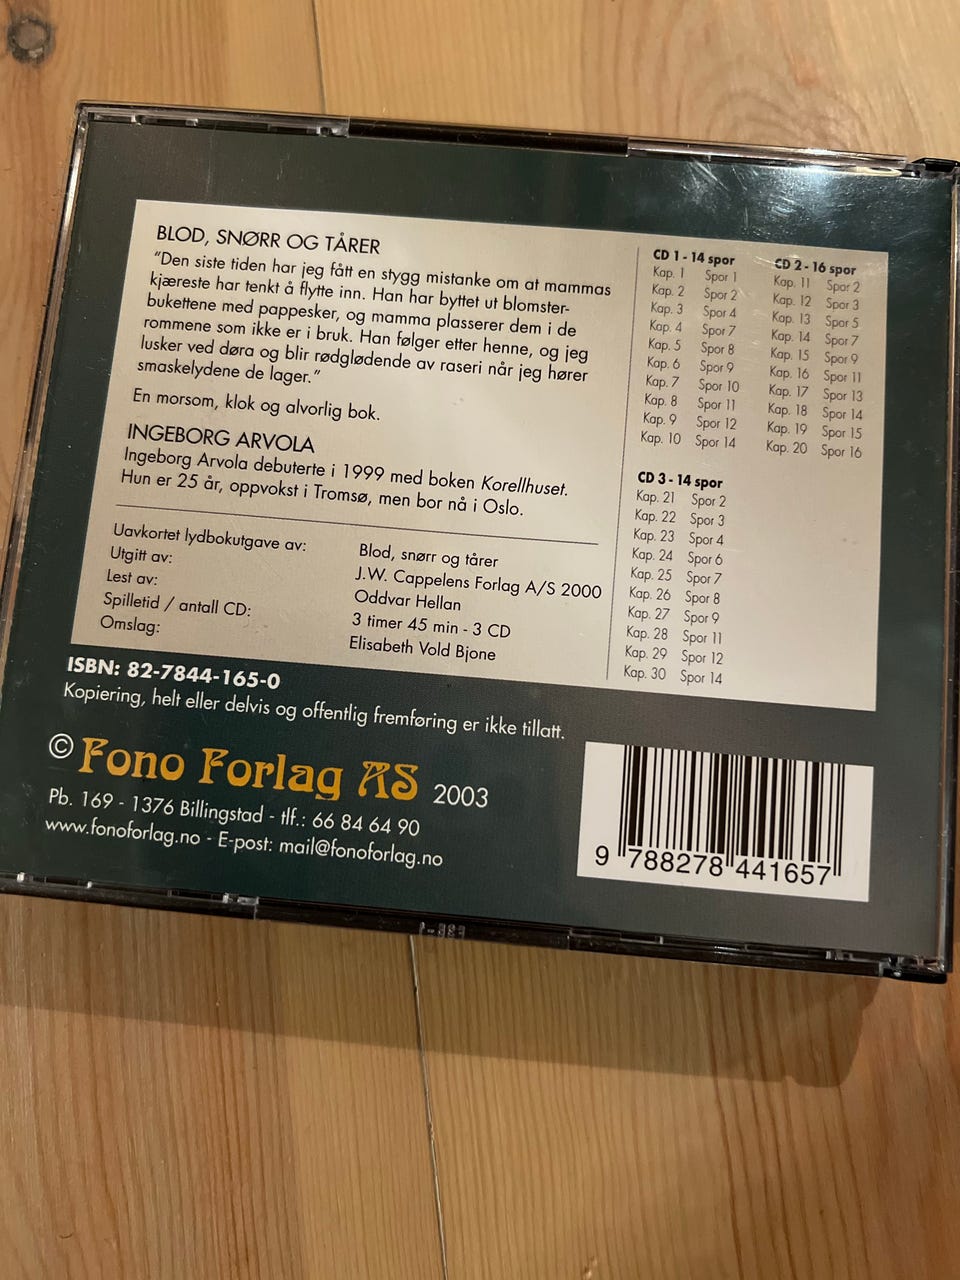 BLOD, SNØRR OG TÅRER
"Den siste tiden har jeg fått en stygg mistanke om at mammas
kjæreste har tenkt å flytte inn. Han har byttet ut blomster-
bukettene med pappesker, og mamma plasserer dem i de
rommene som ikke er i bruk. Han følger etter henne, og jeg
lusker ved døra og blir rødglødende av raseri når jeg hører
smaskelydene de lager."
En morsom, klok og alvorlig bok.
INGEBORG ARVOLA
Ingeborg Arvola debuterte i 1999 med boken Korellhuset.
Hun er 25 år, oppvokst i Tromsø, men bor nå i Oslo.
Uavkortet lydbokutgave av: Blod, snørr og tårer
Utgitt av: J.W. Cappelens Forlag A/S 2000
Lest av: Oddvar Hellan
Spilletid / antall CD: 3 timer 45 min - 3 CD
Omslag: Elisabeth Vold Bjone
CD 1 - 14 spor
Kap. 1 Spor 1
Kap. 2 Spor 2
Kap. 3 Spor 4
Kap. 4 Spor 7
Kap. 5 Spor 8
Kap. 6 Spor 9
Kap. 7 Spor 10
Kap. 8 Spor 11
Kap. 9 Spor 12
Kap. 10 Spor 14
CD 2 - 16 spor
Kap. 11 Spor 2
Kap. 12 Spor 3
Kap. 13 Spor 5
Kap. 14 Spor 7
Kap. 15 Spor 9
Kap. 16 Spor 11
Kap. 17 Spor 13
Kap. 18 Spor 14
Kap. 19 Spor 15
Kap. 20 Spor 16
CD 3 - 14 spor
Kap. 21 Spor 2
Kap. 22 Spor 3
Kap. 23 Spor 4
Kap. 24 Spor 6
Kap. 25 Spor 7
Kap. 26 Spor 8
Kap. 27 Spor 9
Kap. 28 Spor 11
Kap. 29 Spor 12
Kap. 30 Spor 14
ISBN: 82-7844-165-0
Kopiering, helt eller delvis og offentlig fremføring er ikke tillatt.
© Fono Forlag AS 2003
Pb. 169 - 1376 Billingstad - tlf.: 66 84 64 90
www.fonoforlag.no - E-post: mail@fonoforlag.no
9 788278 441657